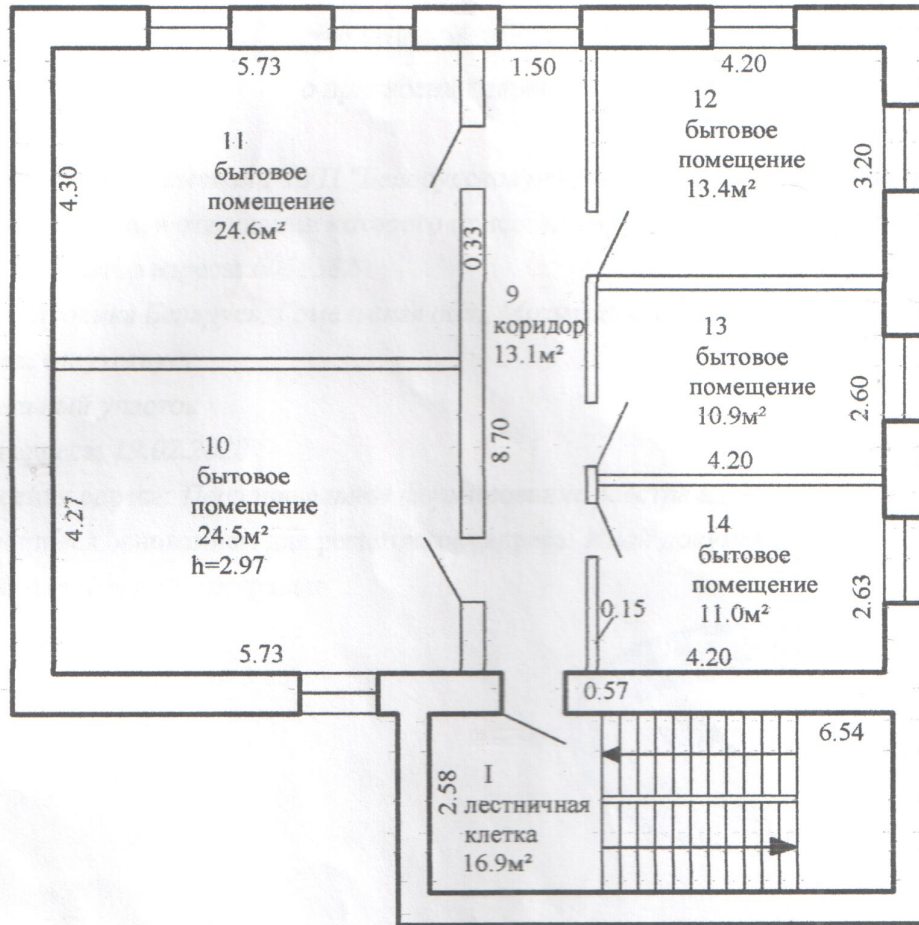 5.73
1.50
4.20
11
бытовое
помещение
24.6м²
4.30
12
бытовое
помещение
13.4м²
3.20
0.33
9
коридор
13.1м²
8.70
13
бытовое
помещение
10.9м²
2.60
4.20
10
бытовое
помещение
24.5м²
h=2.97
4.27
5.73
14
бытовое
помещение
11.0м²
2.63
0.15
4.20
0.57
6.54
I
лестничная
клетка
16.9м²
2.58